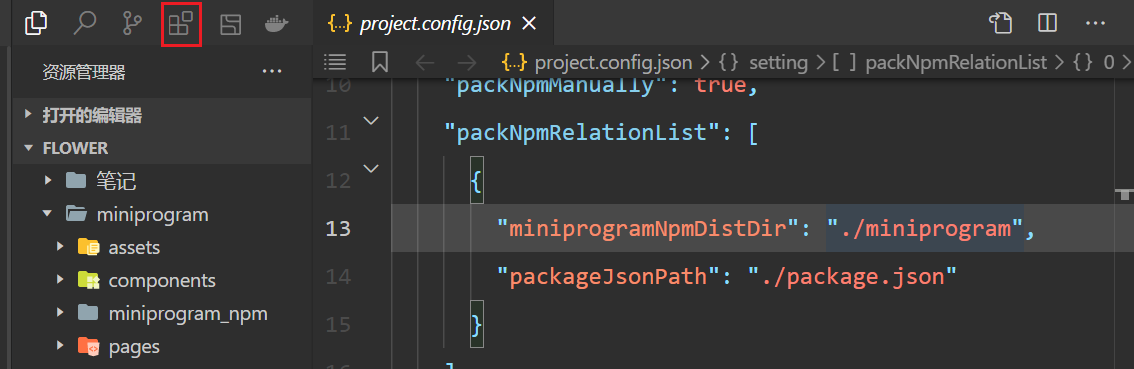 {..} project.config.json ×
资源管理器 ···
打开的编辑器
FLOWER
笔记
miniprogram
assets
components
miniprogram_npm
pages
{..} project.config.json > {} setting > [ ] packNpmRelationList > {} 0 >
10 "packNpmManually": true,
11 "packNpmRelationList": [
12 {
13 "miniprogramNpmDistDir": "./miniprogram",
14 "packageJsonPath": "./package.json"
15 }
16 ]